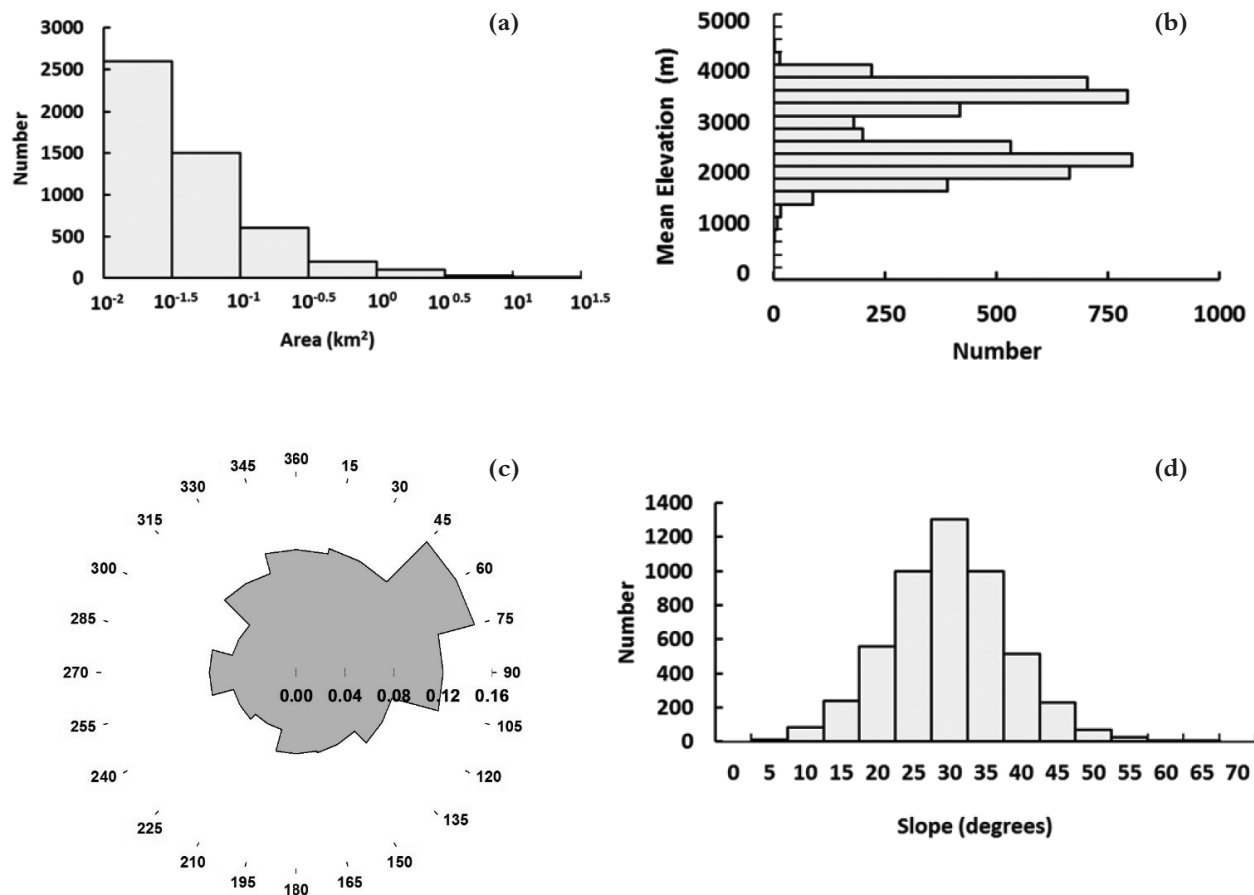 (a)
3000
2500
2000
1500
1000
500
0
Number
10-2 10-1.5 10-1 10-0.5 100 100.5 101 101.5
Area (km2)
(b)
5000
4000
3000
2000
1000
0
Mean Elevation (m)
0 250 500 750 1000
Number
(c)
360
345 15
330 30
315 45
300 60
285 75
270 90
0.00 0.04 0.08 0.12 0.16
255 105
240 120
225 135
210 150
195 165
180
(d)
1400
1200
1000
800
600
400
200
0
Number
0 5 10 15 20 25 30 35 40 45 50 55 60 65 70
Slope (degrees)